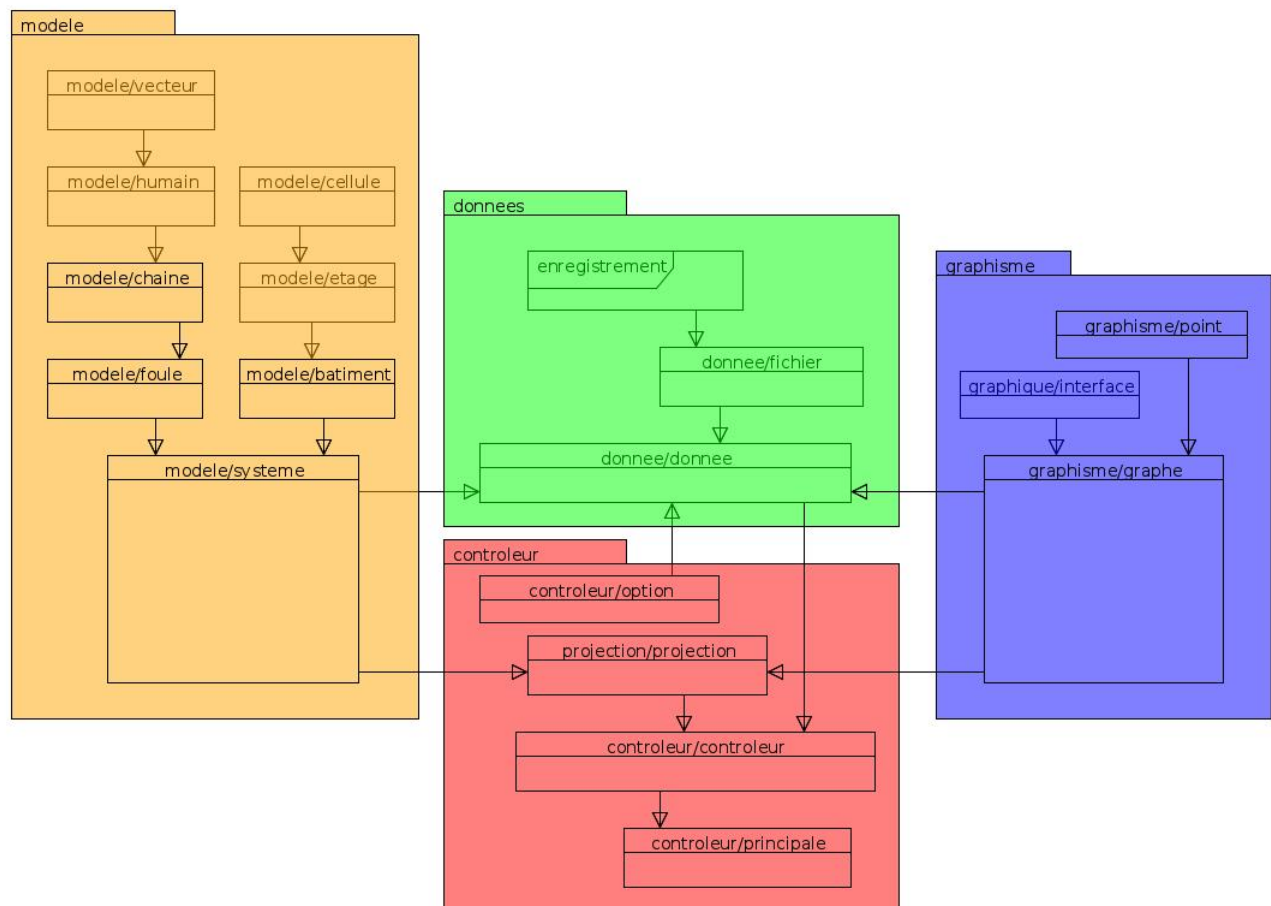 modele
modele/vecteur
modele/humain
modele/cellule
modele/chaine
modele/etage
modele/foule
modele/batiment
modele/systeme
donnees
enregistrement
donnee/fichier
donnee/donnee
graphisme
graphisme/point
graphique/interface
graphisme/graphe
controleur
controleur/option
projection/projection
controleur/controleur
controleur/principale